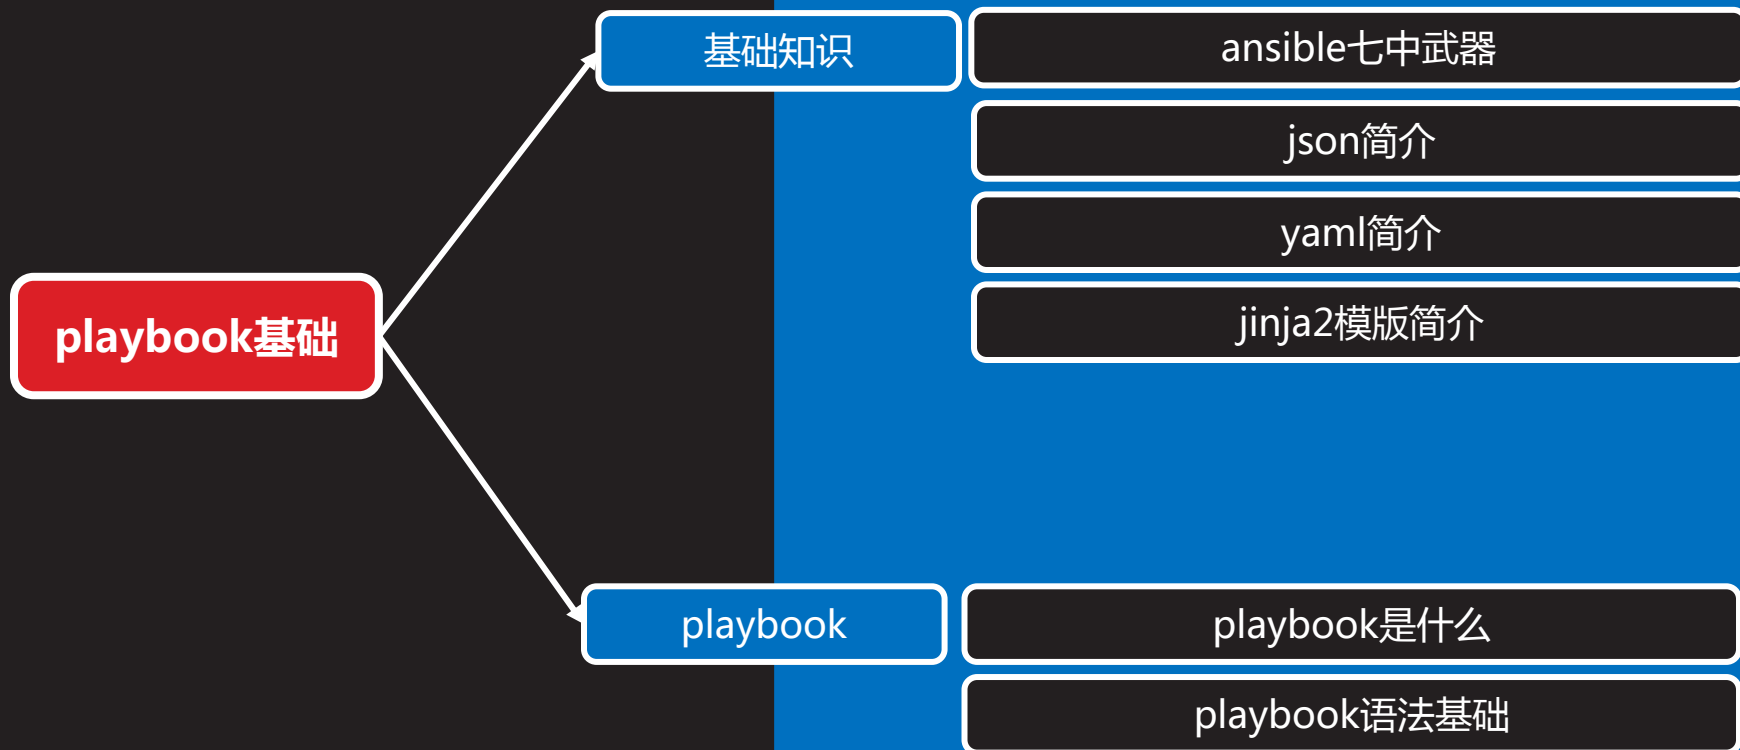 基础知识
ansible七中武器
json简介
yaml简介
jinja2模版简介
playbook基础
playbook
playbook是什么
playbook语法基础